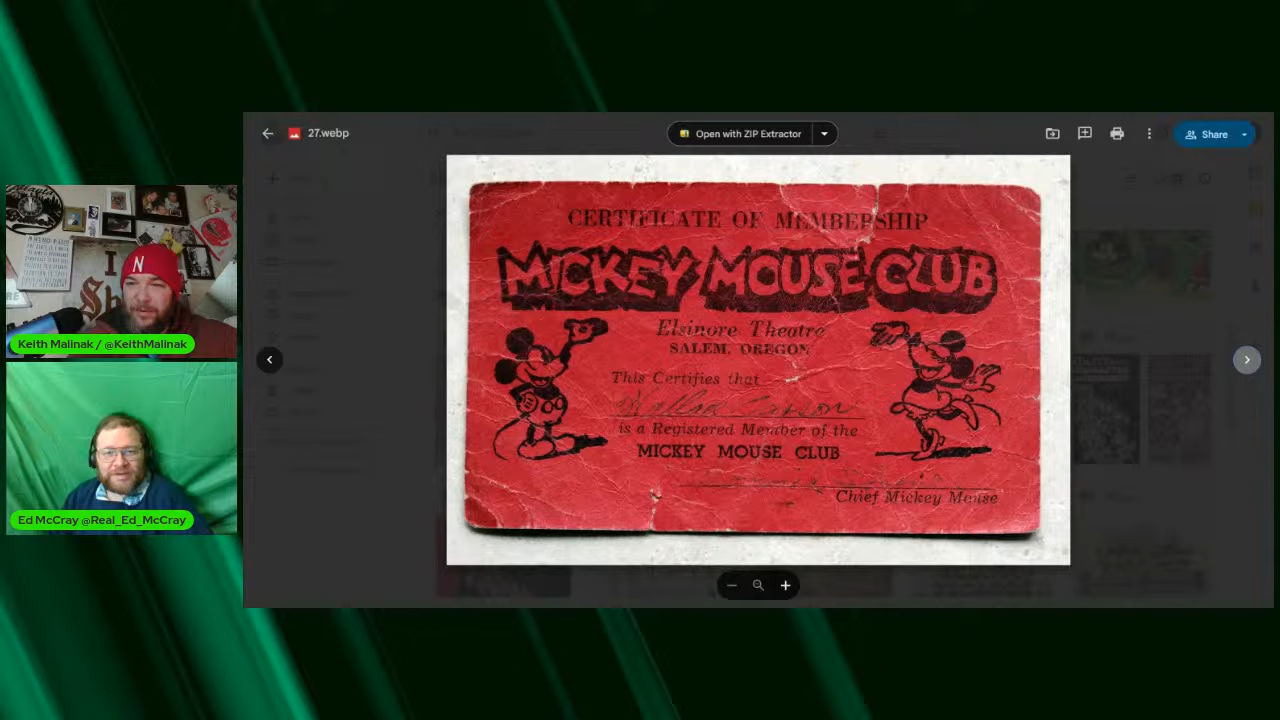 27.webp
Open with ZIP Extractor
Share
CERTIFICATE OF MEMBERSHIP
MICKEY MOUSE CLUB
Elsinore Theatre
SALEM, OREGON
This Certifies that
is a Registered Member of the
MICKEY MOUSE CLUB
Chief Mickey Mouse
N
Keith Malinak / @KeithMalinak
Ed McCray @Real_Ed_McCray